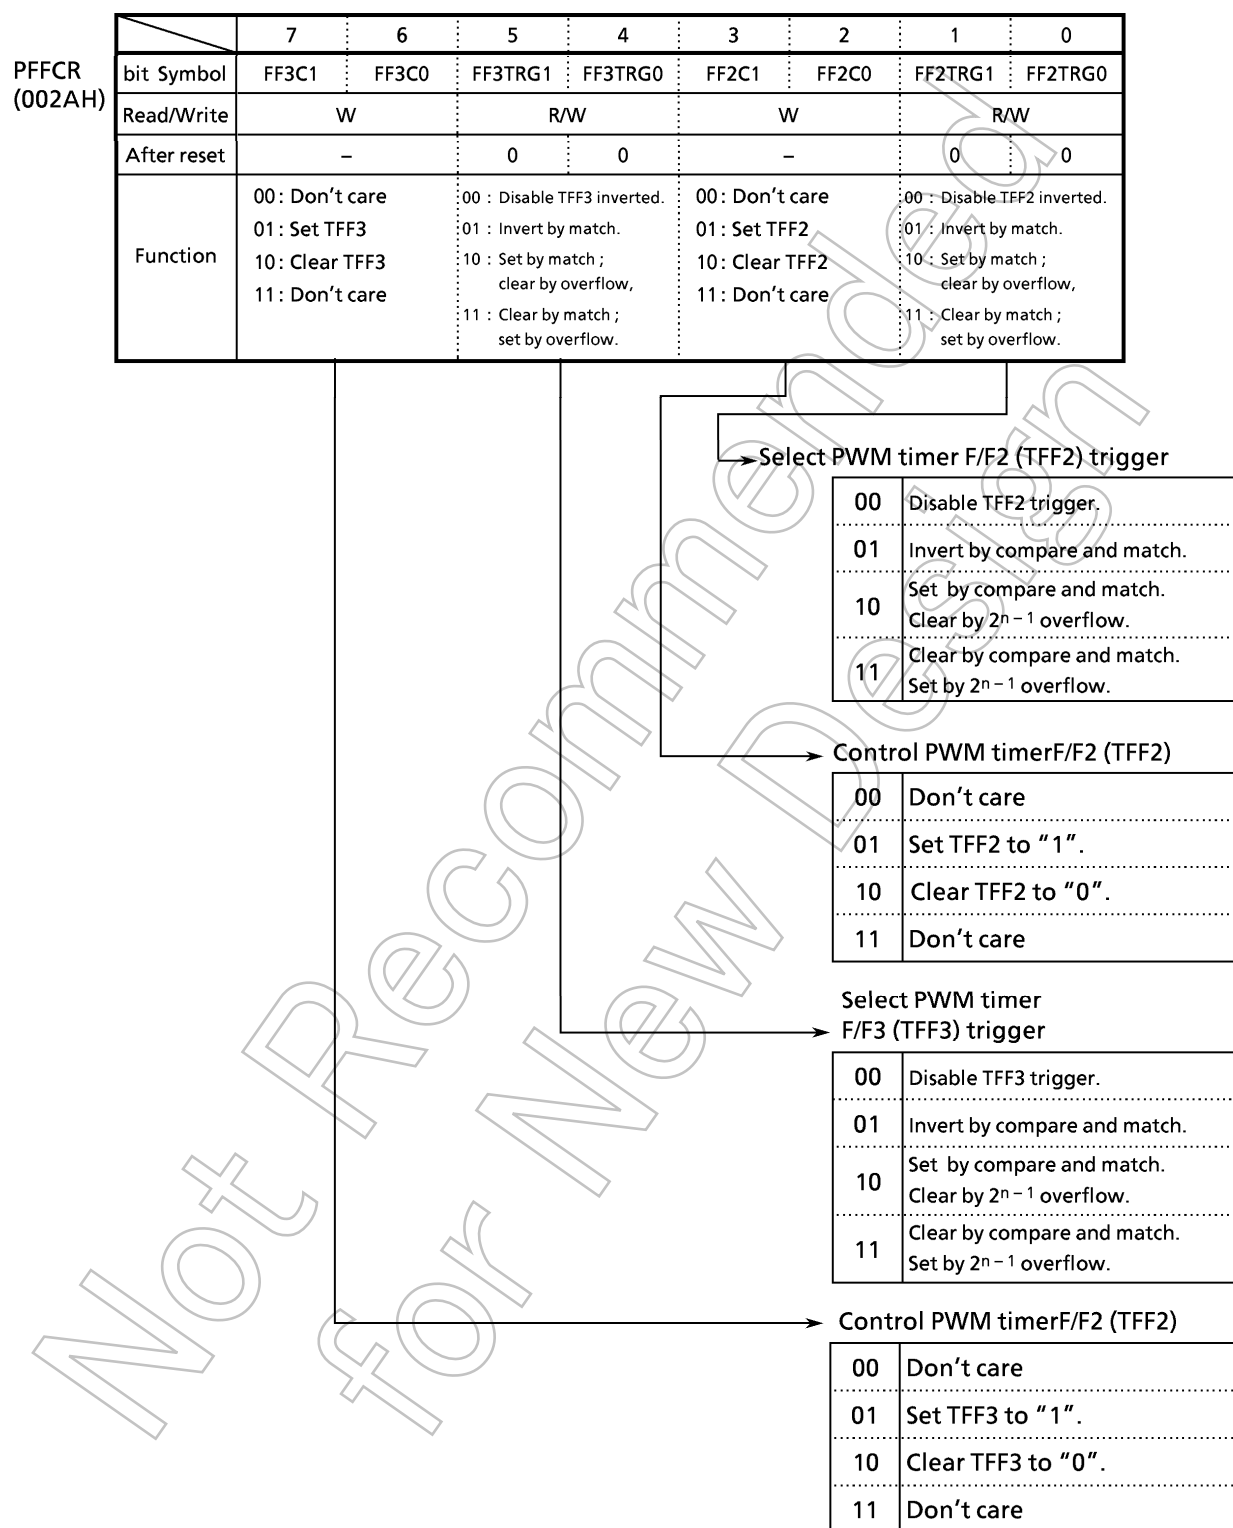 7 6 5 4 3 2 1 0
PFFCR
(002AH)
bit Symbol FF3C1 FF3C0 FF3TRG1 FF3TRG0 FF2C1 FF2C0 FF2TRG1 FF2TRG0
Read/Write W R/W W R/W
After reset – 0 0 – 0 0
Function
00 : Don't care
01 : Set TFF3
10 : Clear TFF3
11 : Don't care
00 : Disable TFF3 inverted.
01 : Invert by match.
10 : Set by match ;
clear by overflow,
11 : Clear by match ;
set by overflow.
00 : Don't care
01 : Set TFF2
10 : Clear TFF2
11 : Don't care
00 : Disable TFF2 inverted.
01 : Invert by match.
10 : Set by match ;
clear by overflow,
11 : Clear by match ;
set by overflow.
Select PWM timer F/F2 (TFF2) trigger
00 Disable TFF2 trigger.
01 Invert by compare and match.
10 Set by compare and match.
Clear by 2ⁿ⁻¹ overflow.
11 Clear by compare and match.
Set by 2ⁿ⁻¹ overflow.
Control PWM timerF/F2 (TFF2)
00 Don't care
01 Set TFF2 to "1".
10 Clear TFF2 to "0".
11 Don't care
Select PWM timer
F/F3 (TFF3) trigger
00 Disable TFF3 trigger.
01 Invert by compare and match.
10 Set by compare and match.
Clear by 2ⁿ⁻¹ overflow.
11 Clear by compare and match.
Set by 2ⁿ⁻¹ overflow.
Control PWM timerF/F2 (TFF2)
00 Don't care
01 Set TFF3 to "1".
10 Clear TFF3 to "0".
11 Don't care
Not Recommended
for New Design